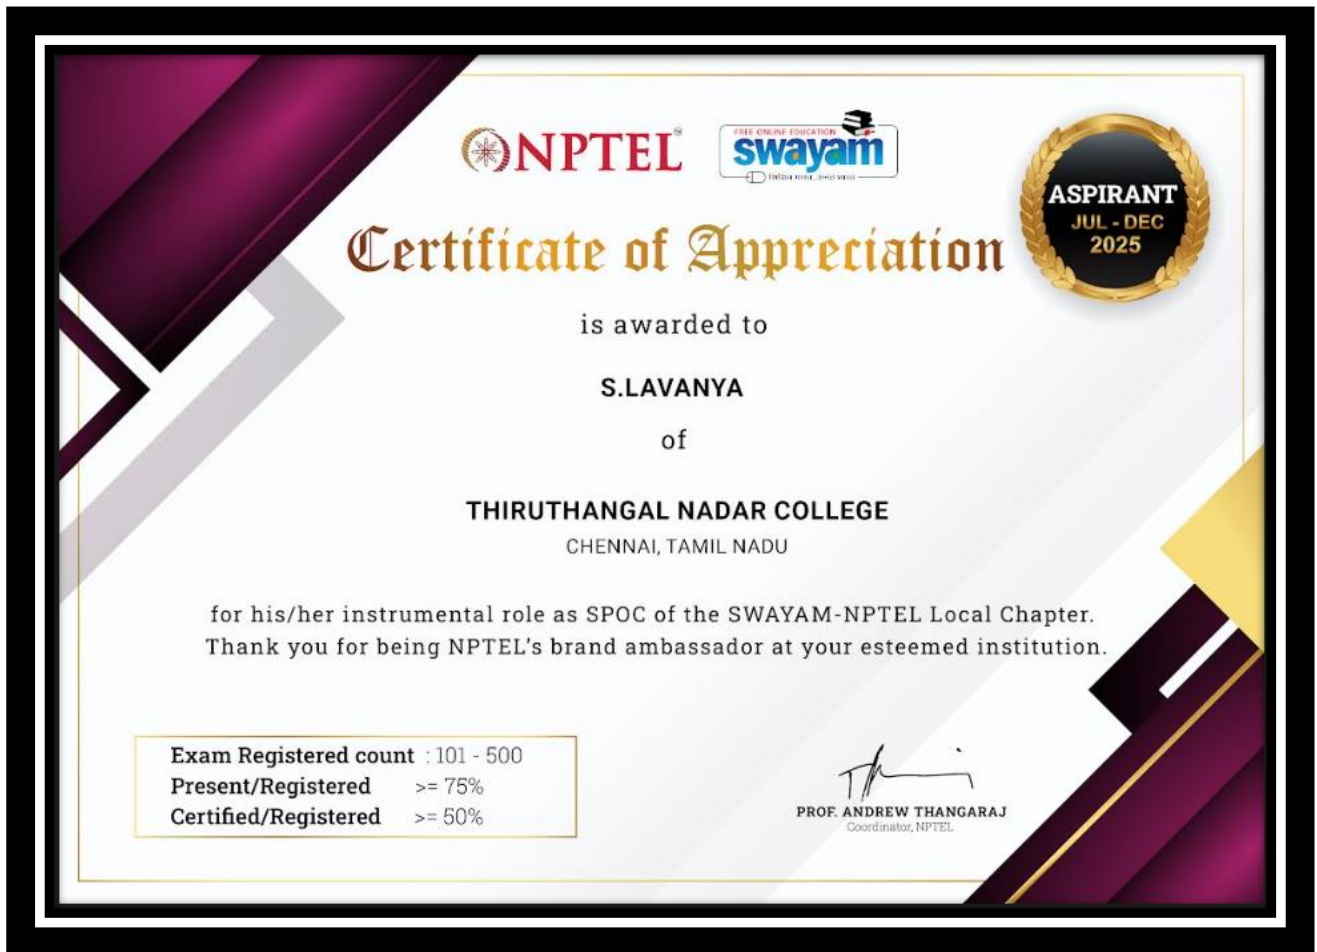 NPTEL®
FREE ONLINE EDUCATION
swayam
ASPIRANT
JUL - DEC
2025
Certificate of Appreciation
is awarded to
S.LAVANYA
of
THIRUTHANGAL NADAR COLLEGE
CHENNAI, TAMIL NADU
for his/her instrumental role as SPOC of the SWAYAM-NPTEL Local Chapter.
Thank you for being NPTEL's brand ambassador at your esteemed institution.
Exam Registered count : 101 - 500
Present/Registered >= 75%
Certified/Registered >= 50%
PROF. ANDREW THANGARAJ
Coordinator, NPTEL